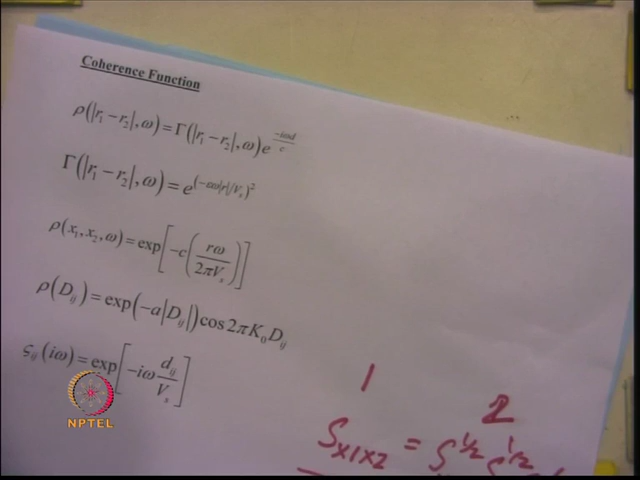 Coherence Function
ρ(|r₁ − r₂|, ω) = Γ(|r₁ − r₂|, ω) e^(−iωd/c)
Γ(|r₁ − r₂|, ω) = e^(−αω|r|/Vₛ)²
ρ(x₁, x₂, ω) = exp[−c(rω/2πVₛ)]
ρ(Dᵢⱼ) = exp(−a|Dᵢⱼ|) cos 2πK₀Dᵢⱼ
ςᵢⱼ(iω) = exp[−iω dᵢⱼ/Vₛ]
1 2
Sx1x2 = S^1/2 S^1/2
NPTEL